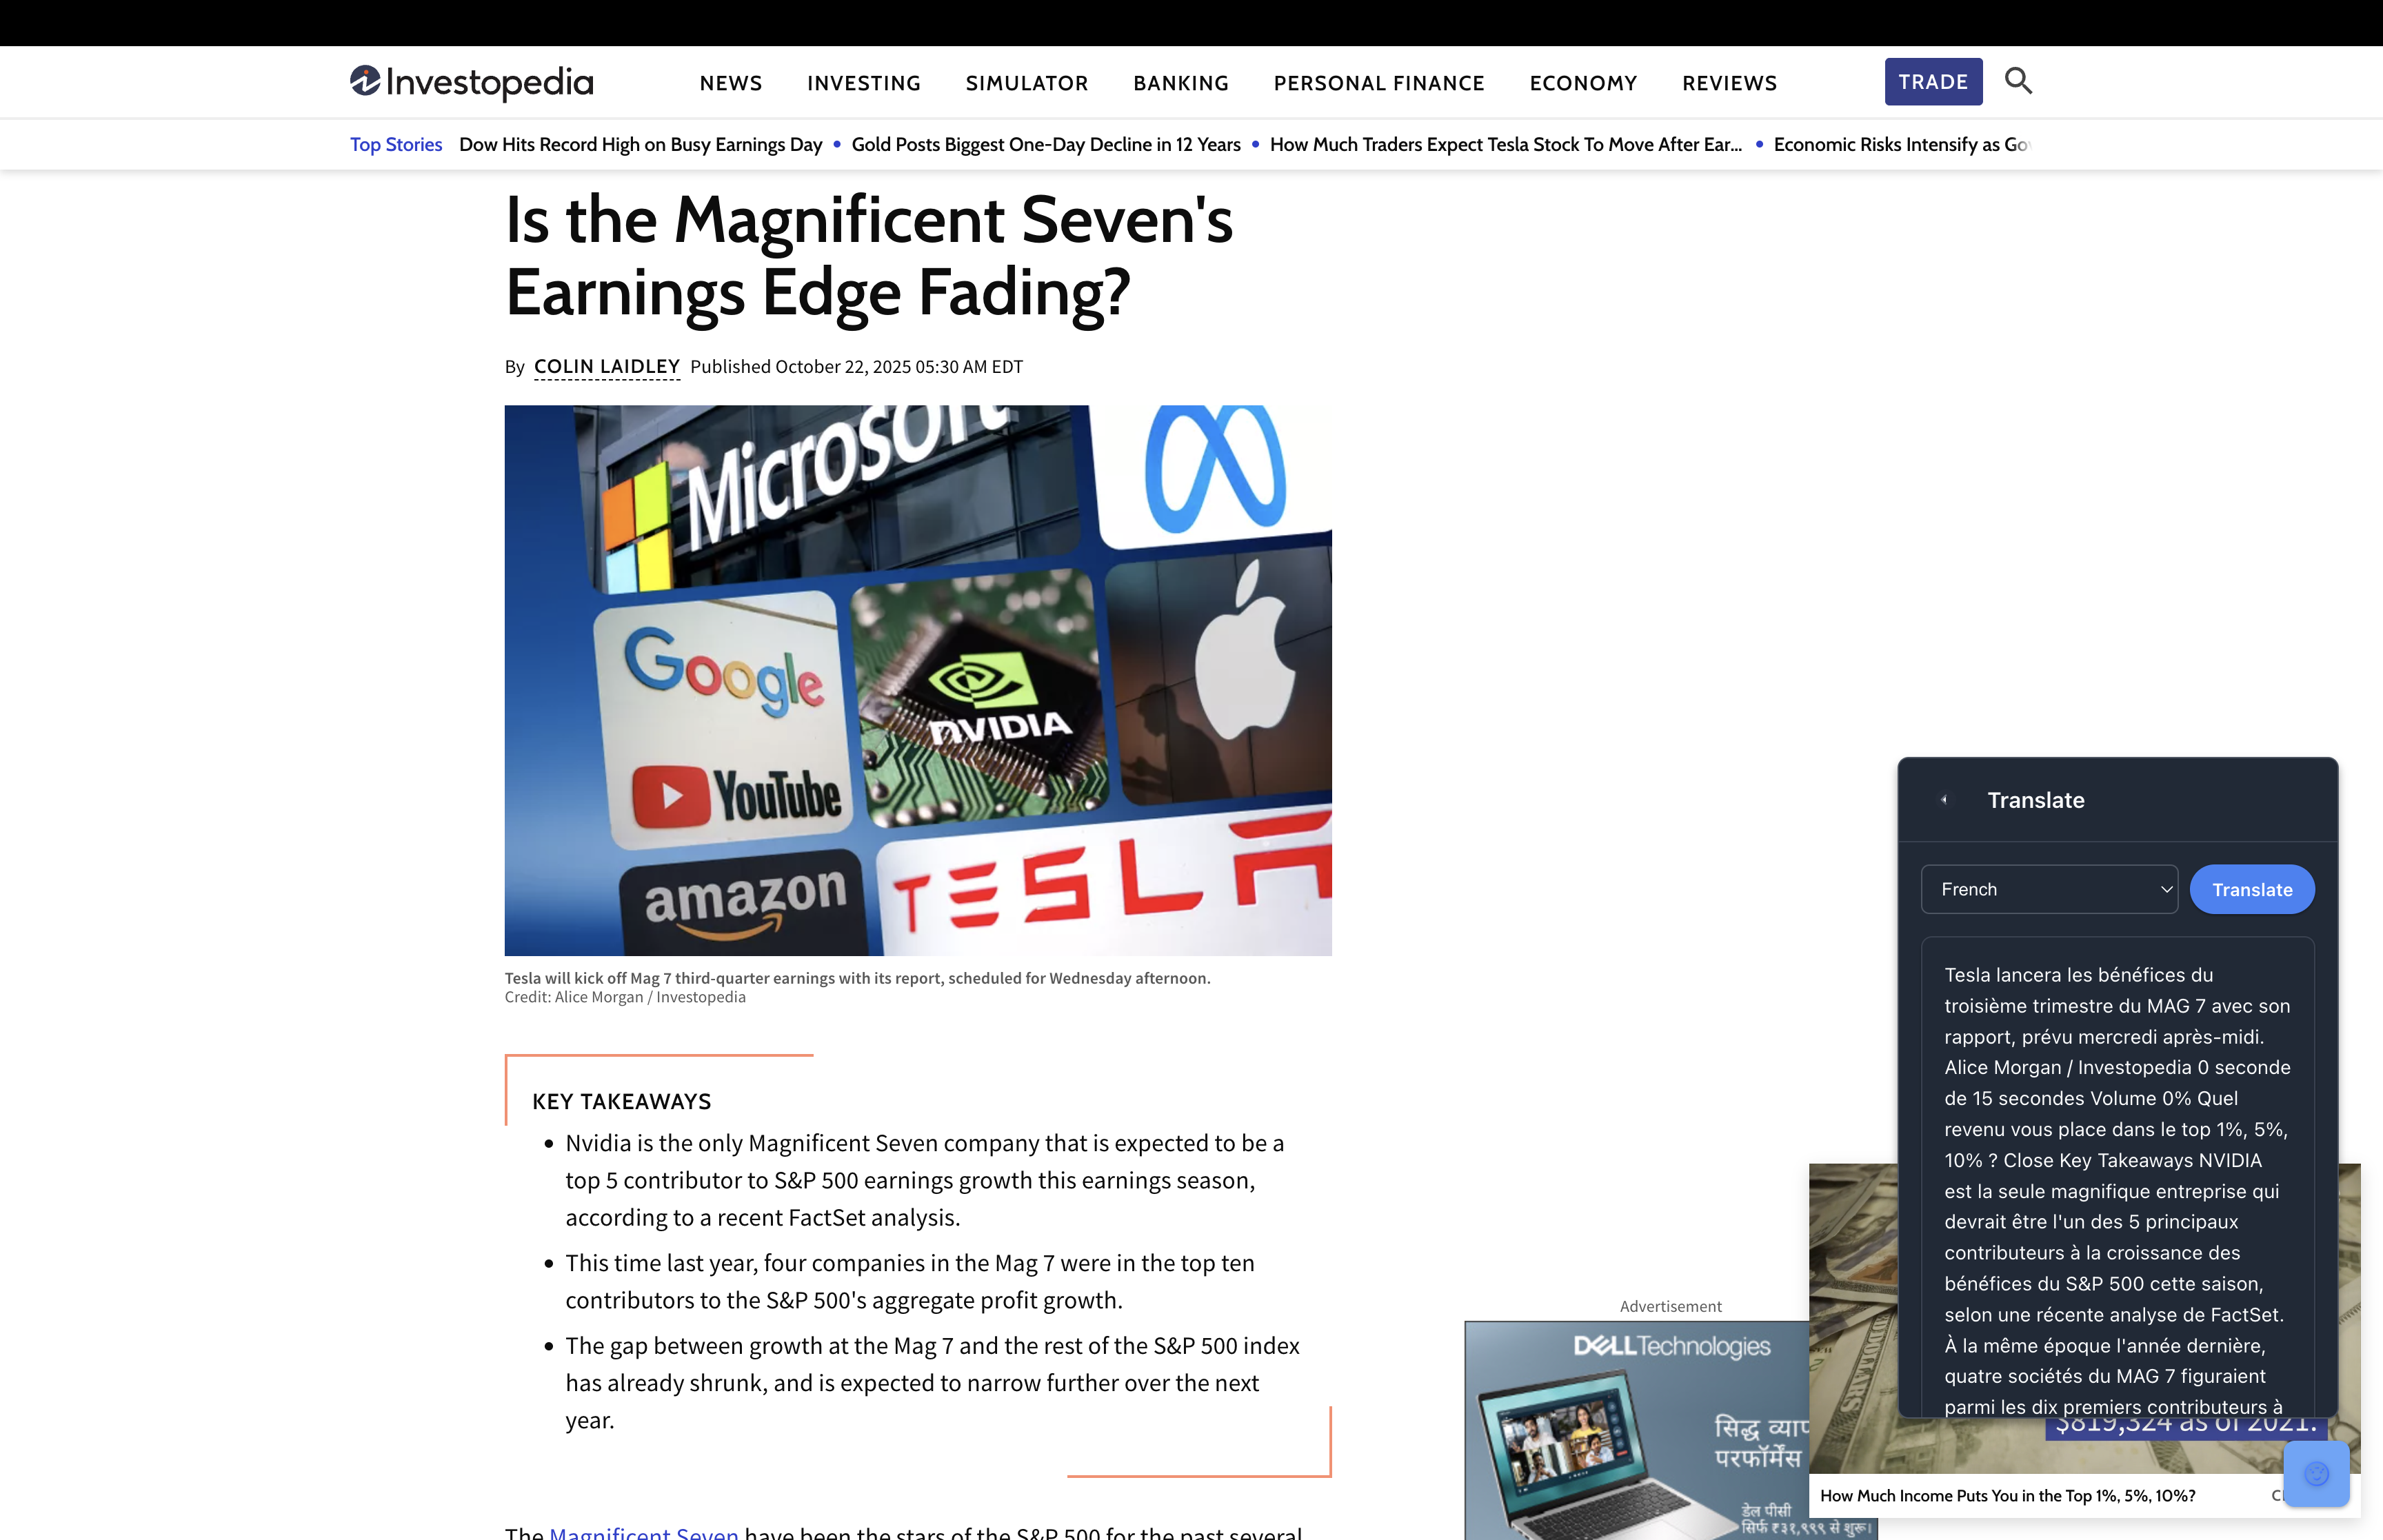 Investopedia
NEWS INVESTING SIMULATOR BANKING PERSONAL FINANCE ECONOMY REVIEWS
TRADE
Top Stories Dow Hits Record High on Busy Earnings Day • Gold Posts Biggest One-Day Decline in 12 Years • How Much Traders Expect Tesla Stock To Move After Ear... • Economic Risks Intensify as Go
Is the Magnificent Seven's
Earnings Edge Fading?
By COLIN LAIDLEY Published October 22, 2025 05:30 AM EDT
Microsoft
Google
YouTube
NVIDIA
amazon
TESLA
Tesla will kick off Mag 7 third-quarter earnings with its report, scheduled for Wednesday afternoon.
Credit: Alice Morgan / Investopedia
KEY TAKEAWAYS
• Nvidia is the only Magnificent Seven company that is expected to be a
top 5 contributor to S&P 500 earnings growth this earnings season,
according to a recent FactSet analysis.
• This time last year, four companies in the Mag 7 were in the top ten
contributors to the S&P 500's aggregate profit growth.
• The gap between growth at the Mag 7 and the rest of the S&P 500 index
has already shrunk, and is expected to narrow further over the next
year.
The Magnificent Seven have been the stars of the S&P 500 for the past several
Advertisement
DELL Technologies
सिद्ध
परफॉर्मेंस
डेल पीसी
सिर्फ ₹३१,९९९ से शुरू।
Translate
French
Translate
Tesla lancera les bénéfices du
troisième trimestre du MAG 7 avec son
rapport, prévu mercredi après-midi.
Alice Morgan / Investopedia 0 seconde
de 15 secondes Volume 0% Quel
revenu vous place dans le top 1%, 5%,
10% ? Close Key Takeaways NVIDIA
est la seule magnifique entreprise qui
devrait être l'un des 5 principaux
contributeurs à la croissance des
bénéfices du S&P 500 cette saison,
selon une récente analyse de FactSet.
À la même époque l'année dernière,
quatre sociétés du MAG 7 figuraient
parmi les dix premiers contributeurs à
$819,324 as of 2021.
How Much Income Puts You in the Top 1%, 5%, 10%?